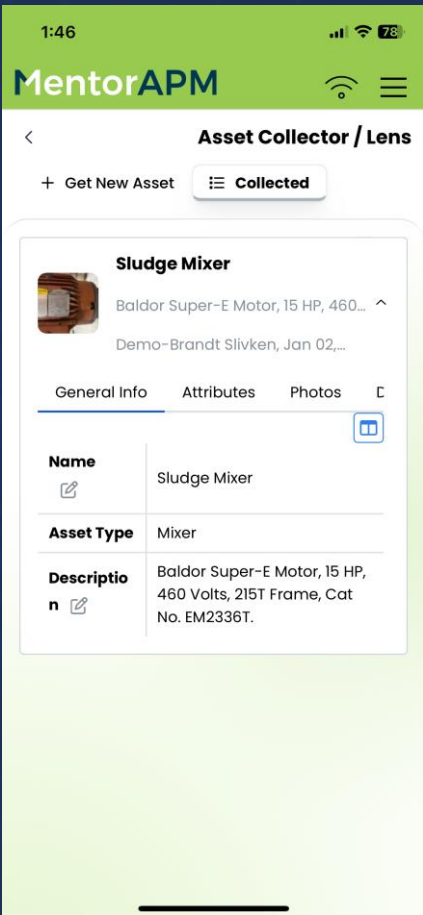 1:46
78
MentorAPM
Asset Collector / Lens
+ Get New Asset
Collected
Sludge Mixer
Baldor Super-E Motor, 15 HP, 460...
Demo-Brandt Slivken, Jan 02,...
General Info Attributes Photos D
Name
Sludge Mixer
Asset Type Mixer
Descriptio
n
Baldor Super-E Motor, 15 HP,
460 Volts, 215T Frame, Cat
No. EM2336T.